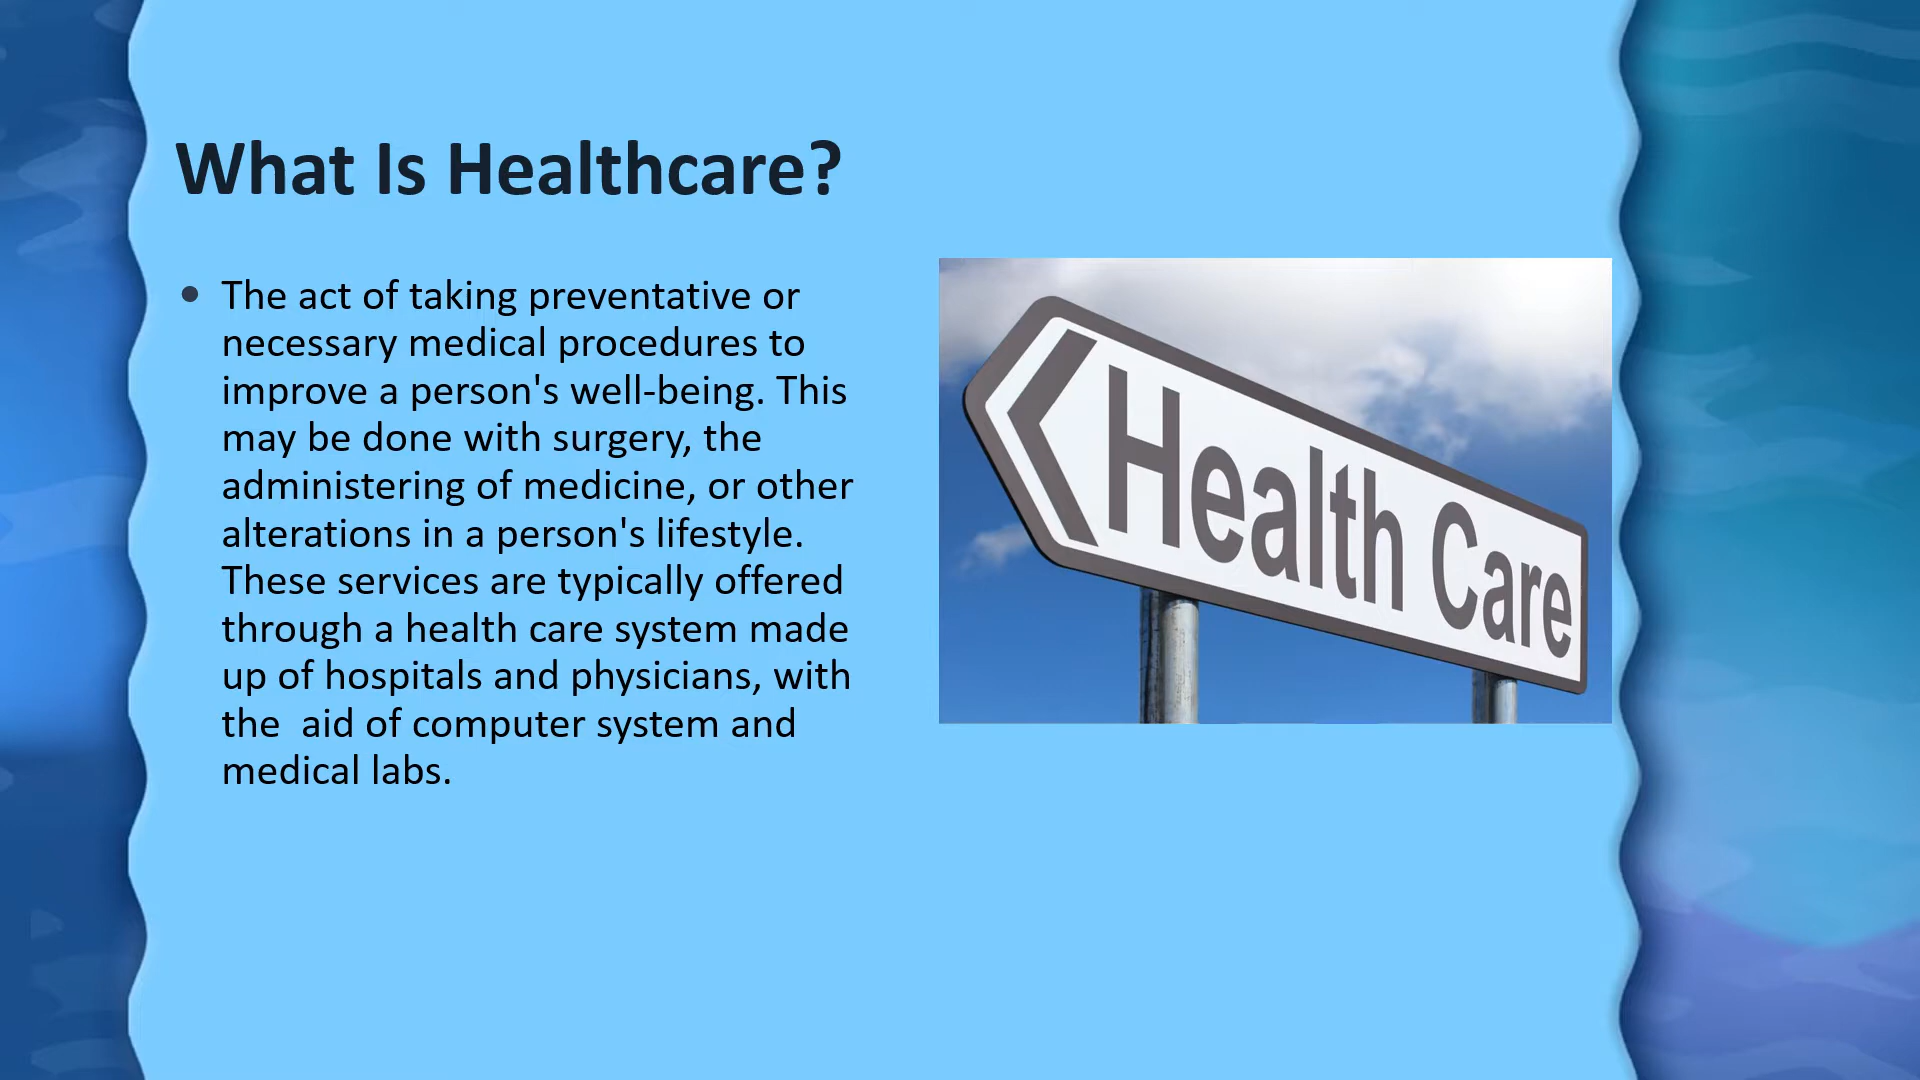 What Is Healthcare?
• The act of taking preventative or
necessary medical procedures to
improve a person's well-being. This
may be done with surgery, the
administering of medicine, or other
alterations in a person's lifestyle.
These services are typically offered
through a health care system made
up of hospitals and physicians, with
the  aid of computer system and
medical labs.
Health Care